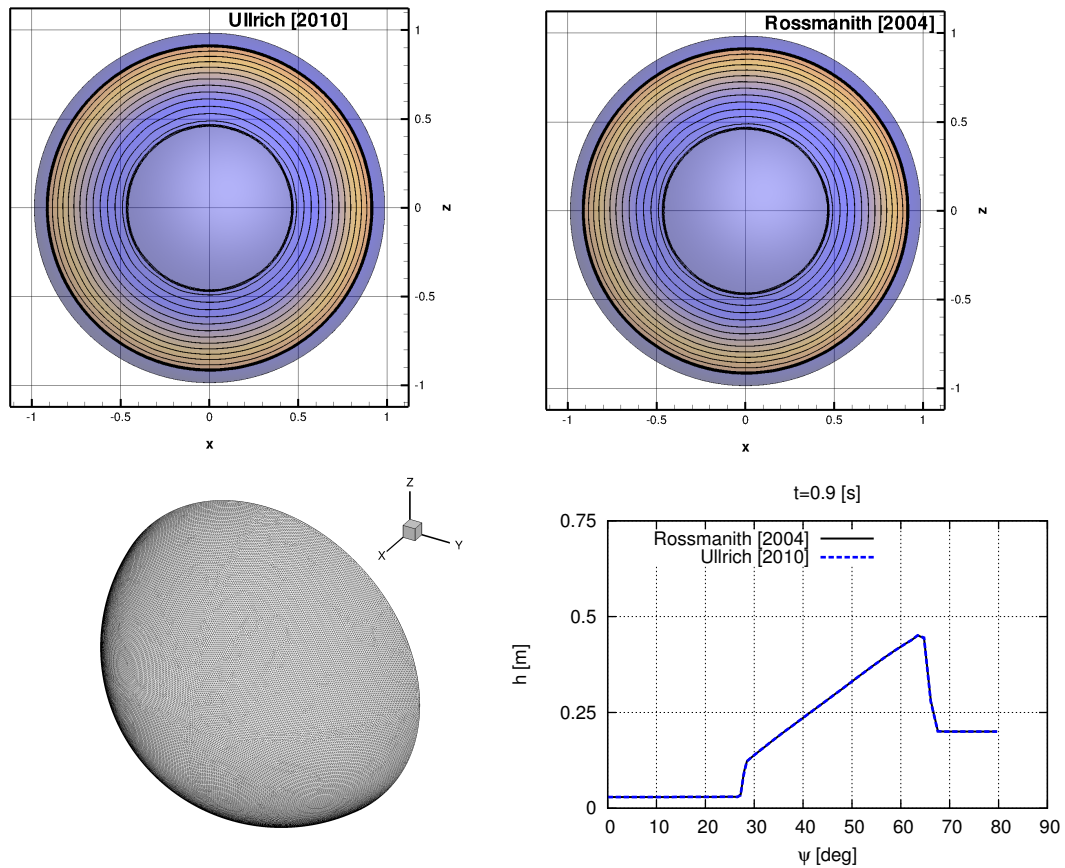 Ullrich [2010]
1
0.5
0
-0.5
-1
z
-1 -0.5 0 0.5 1
x
Rossmanith [2004]
1
0.5
0
-0.5
-1
z
-1 -0.5 0 0.5 1
x
Z
Y
X
t=0.9 [s]
0.75
0.5
0.25
0
h [m]
Rossmanith [2004]
Ullrich [2010]
0 10 20 30 40 50 60 70 80 90
ψ [deg]